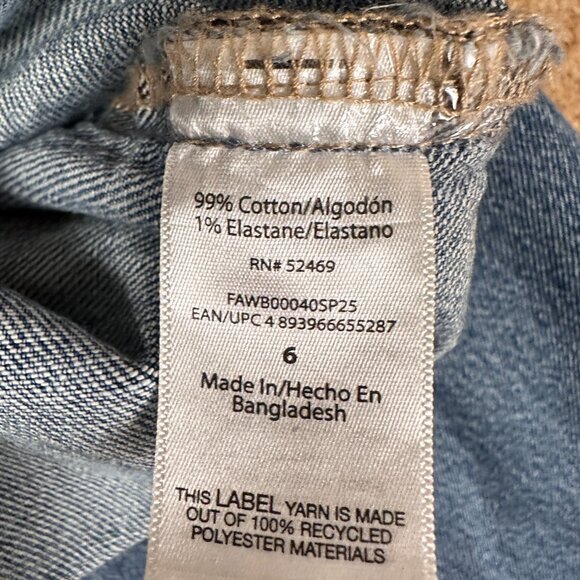 99% Cotton/Algodón
1% Elastane/Elastano
RN# 52469
FAWB00040SP25
EAN/UPC 4 893966655287
6
Made In/Hecho En
Bangladesh
THIS LABEL YARN IS MADE
OUT OF 100% RECYCLED
POLYESTER MATERIALS